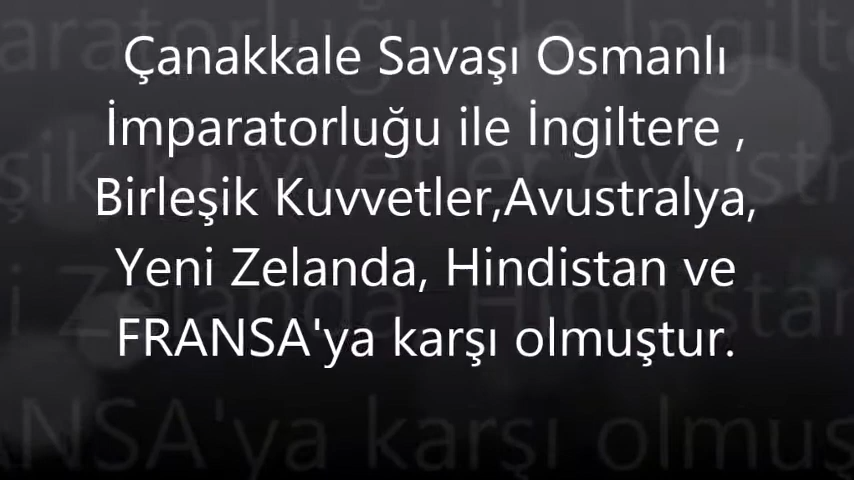 Çanakkale Savaşı Osmanlı
İmparatorluğu ile İngiltere ,
Birleşik Kuvvetler,Avustralya,
Yeni Zelanda, Hindistan ve
FRANSA'ya karşı olmuştur.